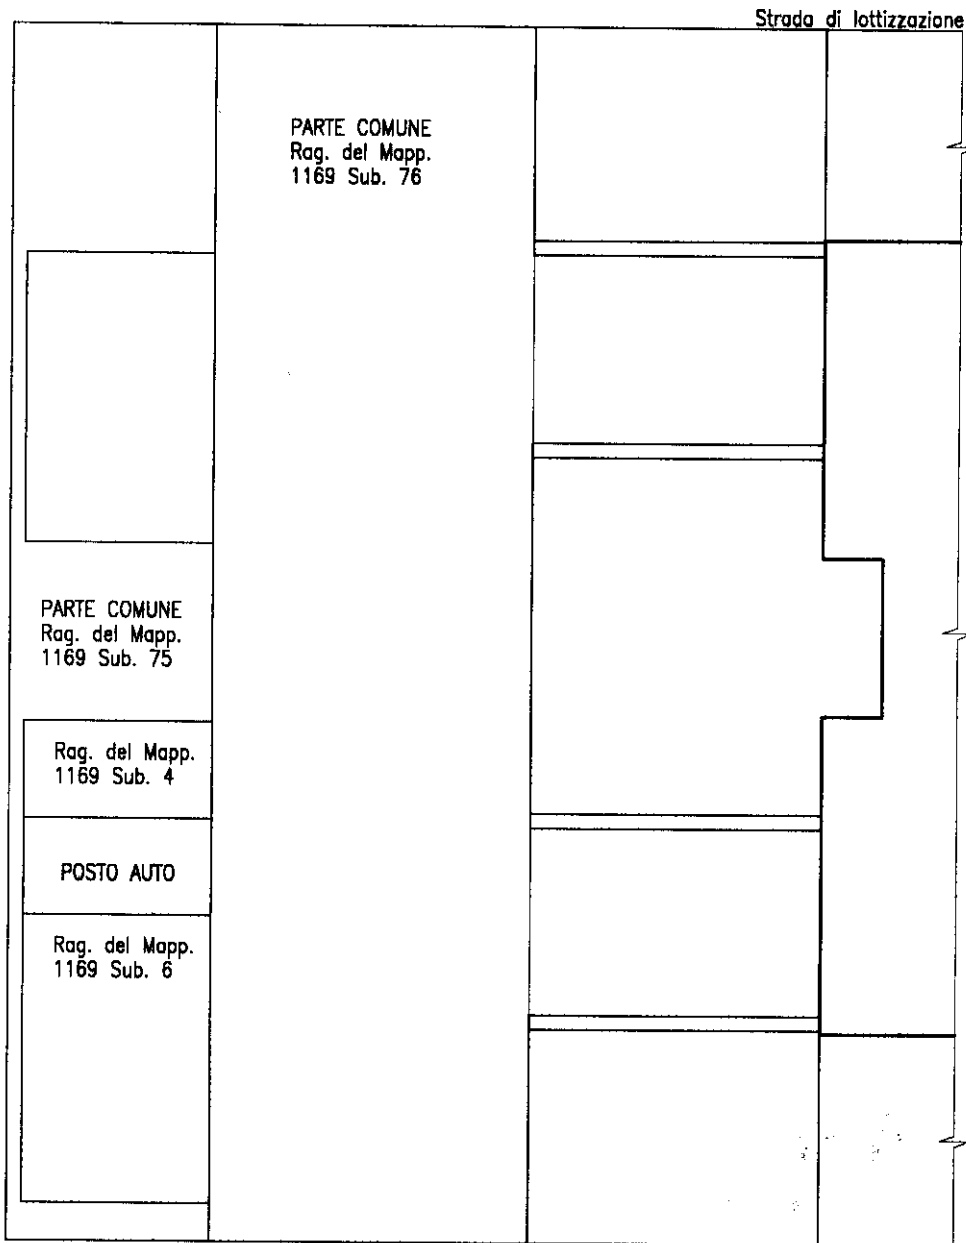 Strada di lottizzazione
PARTE COMUNE
Rag. del Mapp.
1169 Sub. 76
PARTE COMUNE
Rag. del Mapp.
1169 Sub. 75
Rag. del Mapp.
1169 Sub. 4
POSTO AUTO
Rag. del Mapp.
1169 Sub. 6